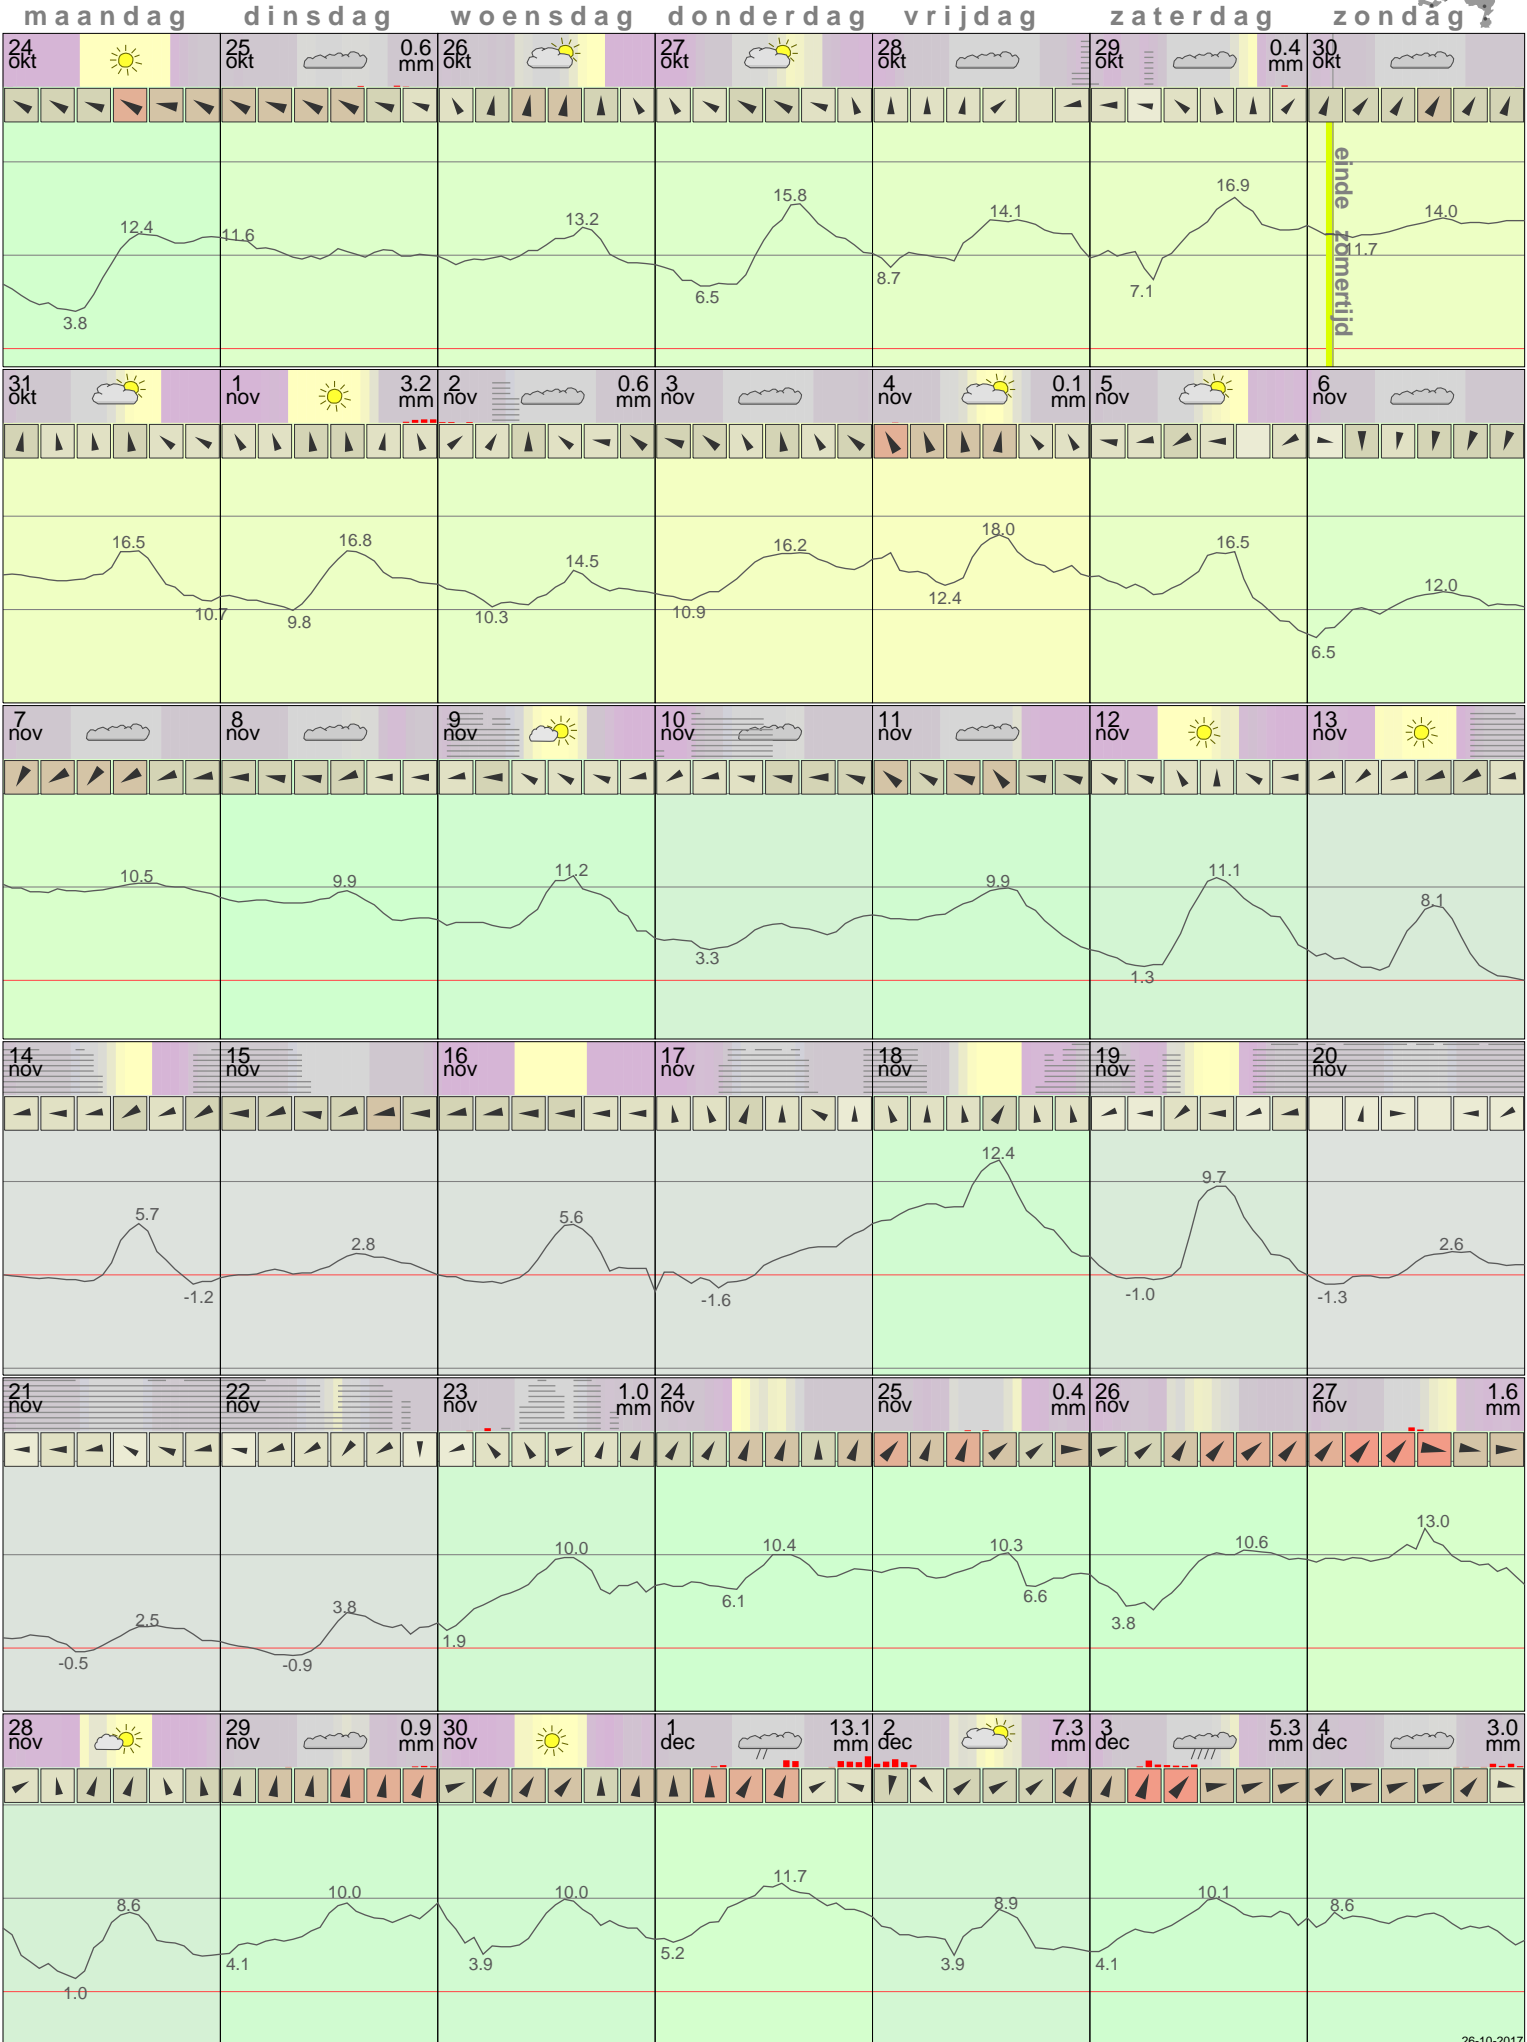 maandag dinsdag woensdag donderdag vrijdag zaterdag zondag
24 okt
25 okt 0.6 mm
26 okt
27 okt
28 okt
29 okt 0.4 mm
30 okt
12.4
3.8
11.6
13.2
15.8
6.5
14.1
8.7
16.9
7.1
14.0
11.7
einde zomertijd
31 okt
1 nov 3.2 mm
2 nov 0.6 mm
3 nov
4 nov 0.1 mm
5 nov
6 nov
16.5
10.7
16.8
9.8
14.5
10.3
16.2
10.9
18.0
12.4
16.5
12.0
6.5
7 nov
8 nov
9 nov
10 nov
11 nov
12 nov
13 nov
10.5
9.9
11.2
3.3
9.9
11.1
1.3
8.1
14 nov
15 nov
16 nov
17 nov
18 nov
19 nov
20 nov
5.7
-1.2
2.8
5.6
-1.6
12.4
9.7
-1.0
2.6
-1.3
21 nov
22 nov
23 nov 1.0 mm
24 nov
25 nov 0.4 mm
26 nov
27 nov 1.6 mm
2.5
-0.5
3.8
-0.9
10.0
1.9
10.4
6.1
10.3
6.6
10.6
3.8
13.0
28 nov
29 nov 0.9 mm
30 nov
1 dec 13.1 mm
2 dec 7.3 mm
3 dec 5.3 mm
4 dec 3.0 mm
8.6
1.0
10.0
4.1
10.0
3.9
11.7
5.2
8.9
3.9
10.1
4.1
8.6
26-10-2017